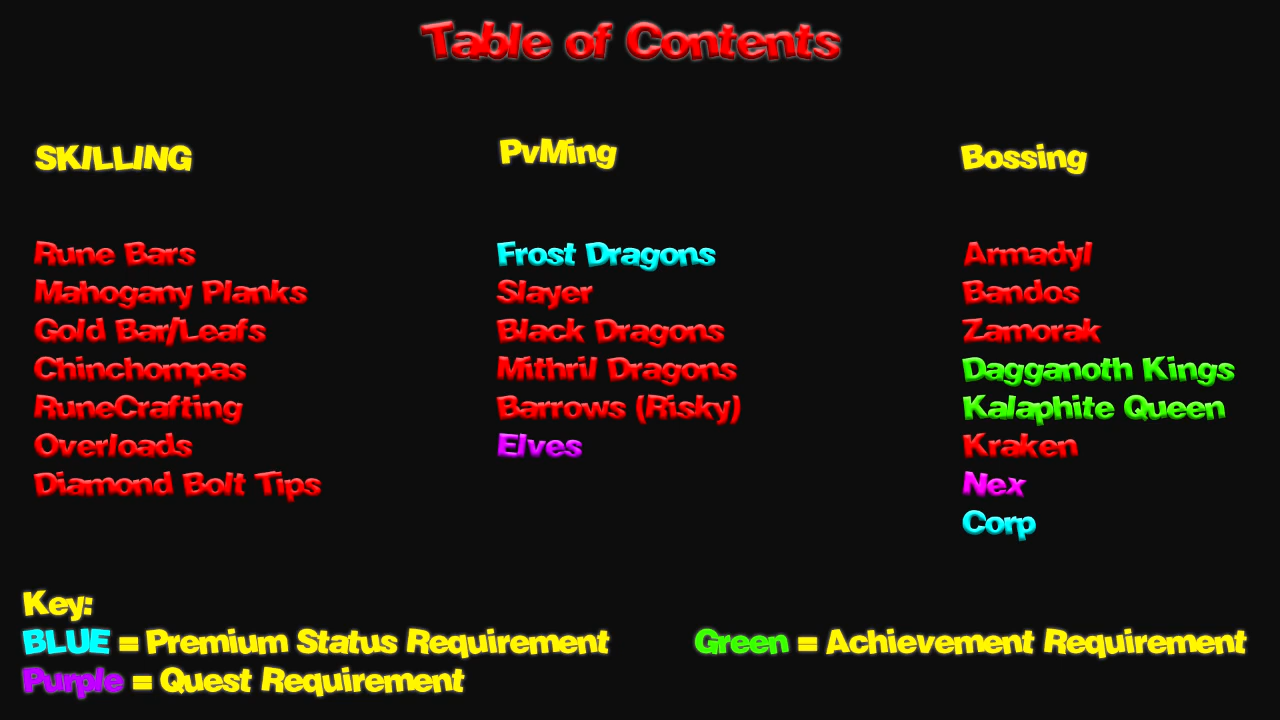 Table of Contents
SKILLING
Rune Bars
Mahogany Planks
Gold Bar/Leafs
Chinchompas
RuneCrafting
Overloads
Diamond Bolt Tips
PvMing
Frost Dragons
Slayer
Black Dragons
Mithril Dragons
Barrows (Risky)
Elves
Bossing
Armadyl
Bandos
Zamorak
Dagganoth Kings
Kalaphite Queen
Kraken
Nex
Corp
Key:
BLUE = Premium Status Requirement
Purple = Quest Requirement
Green = Achievement Requirement